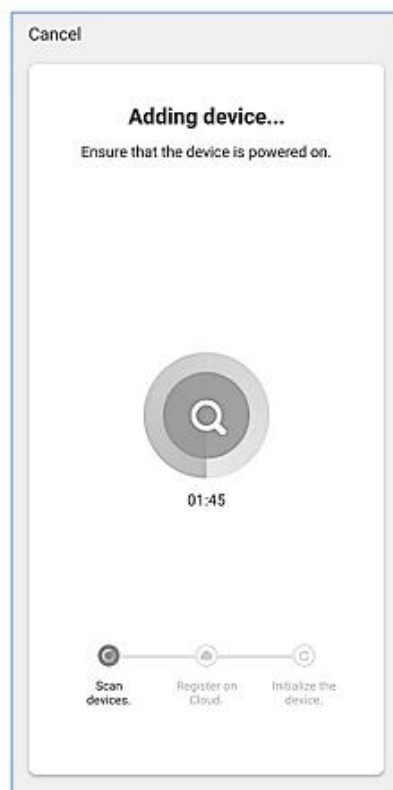 Cancel
Adding device...
Ensure that the device is powered on.
01:45
Scan
devices.
Register on
Cloud.
Initialize the
device.